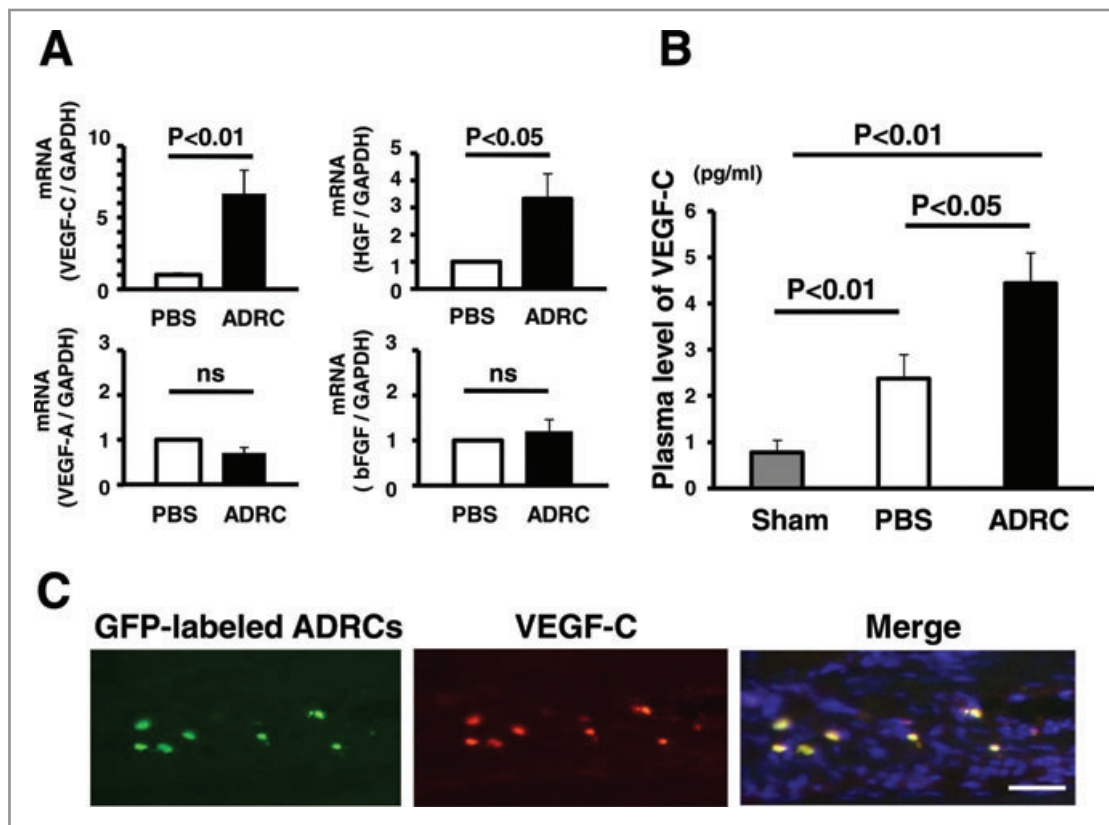 A
mRNA
(VEGF-C / GAPDH)
10
5
0
P<0.01
PBS ADRC
mRNA
(HGF / GAPDH)
5
4
3
2
1
0
P<0.05
PBS ADRC
mRNA
(VEGF-A / GAPDH)
3
2
1
0
ns
PBS ADRC
mRNA
( bFGF / GAPDH)
3
2
1
0
ns
PBS ADRC
B
Plasma level of VEGF-C
(pg/ml)
6
5
4
3
2
1
0
P<0.01
P<0.05
P<0.01
Sham PBS ADRC
C
GFP-labeled ADRCs VEGF-C Merge